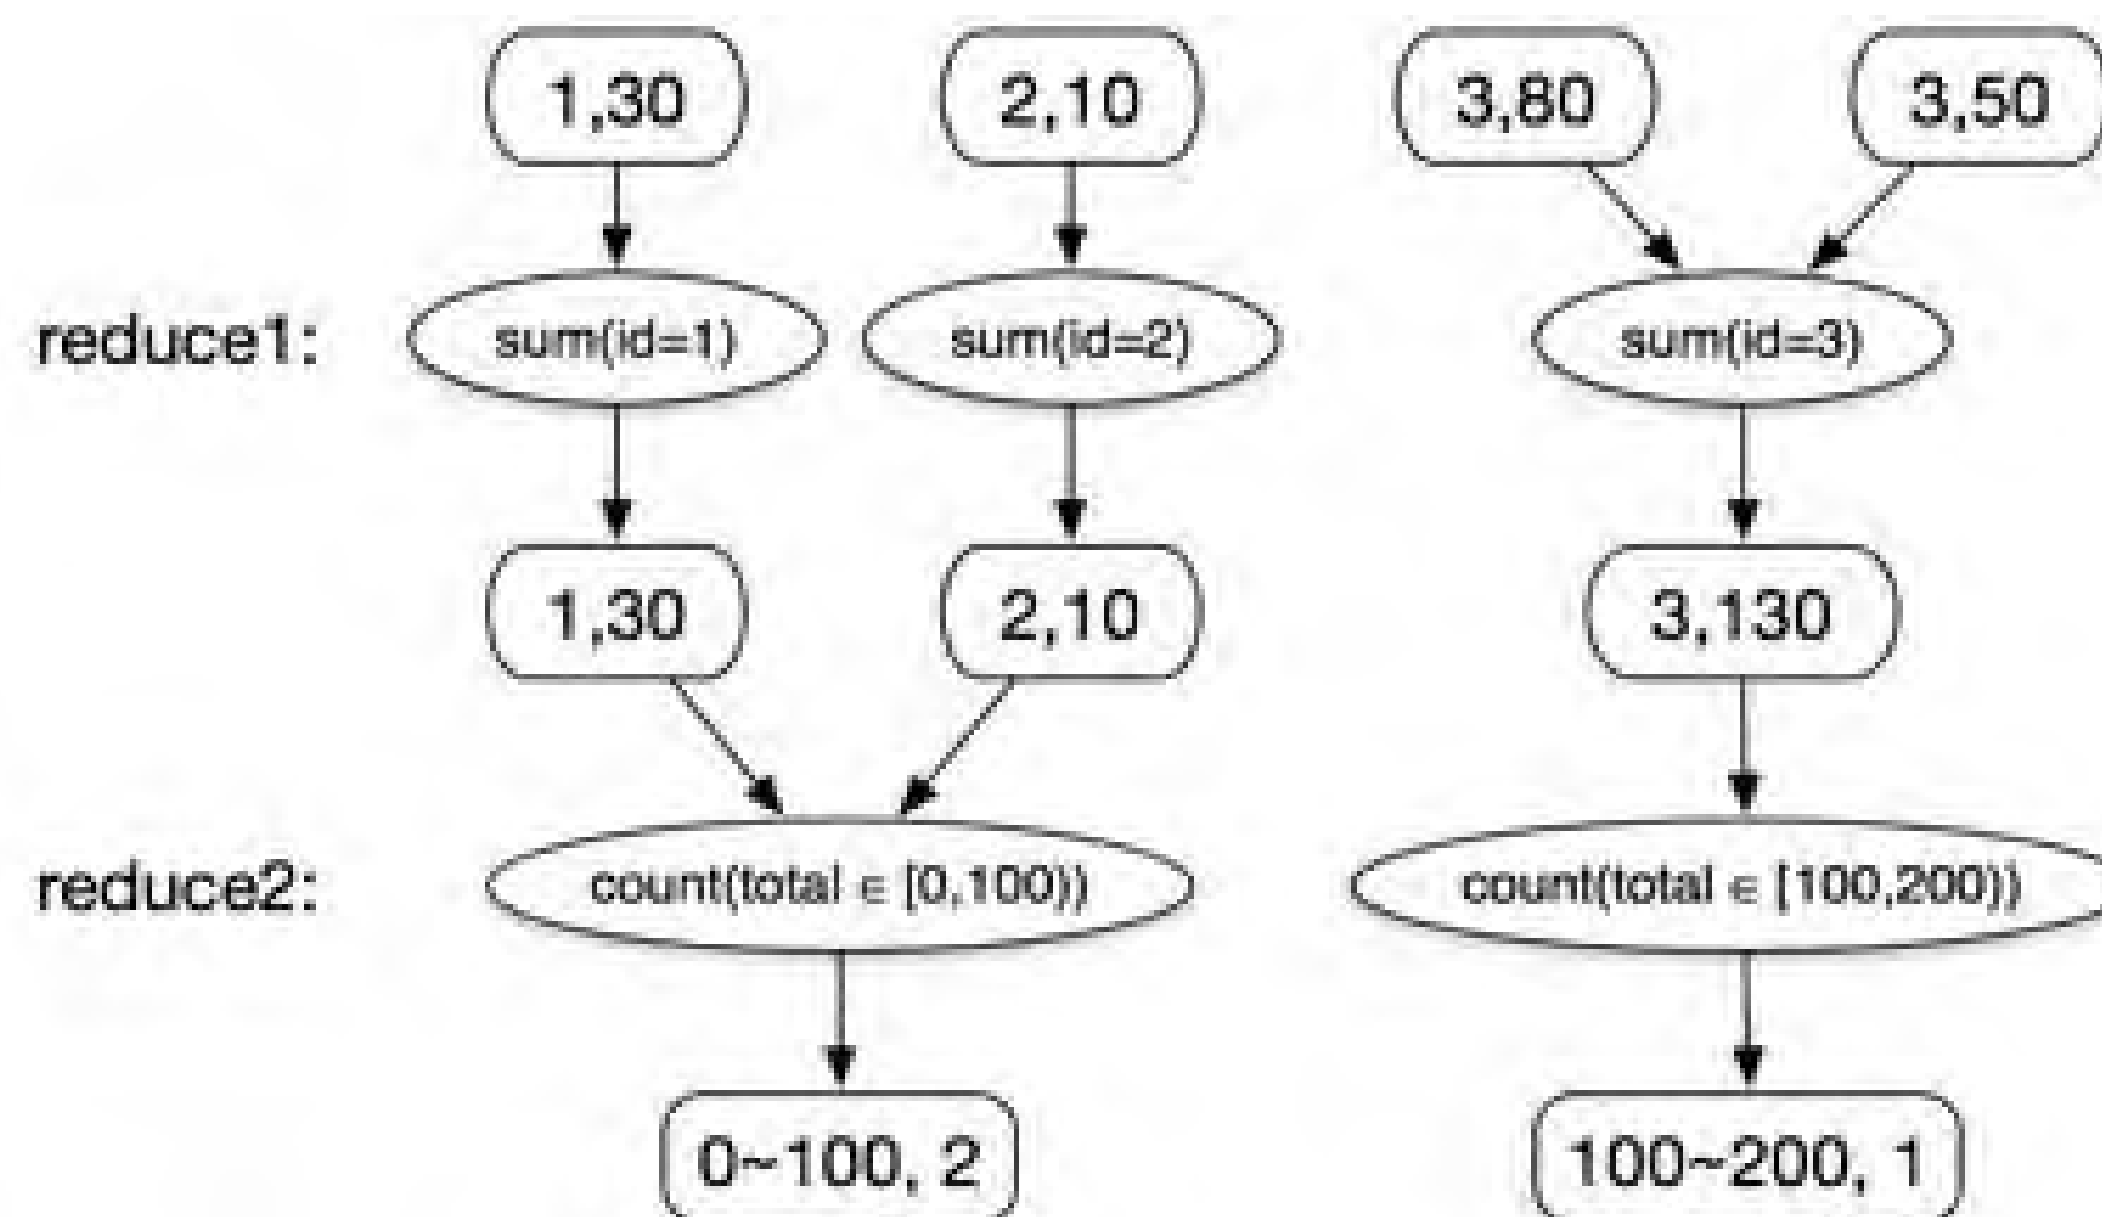 1,30 2,10 3,80 3,50
reduce1: sum(id=1) sum(id=2) sum(id=3)
1,30 2,10 3,130
reduce2: count(total ∈ [0,100)) count(total ∈ [100,200))
0~100, 2 100~200, 1